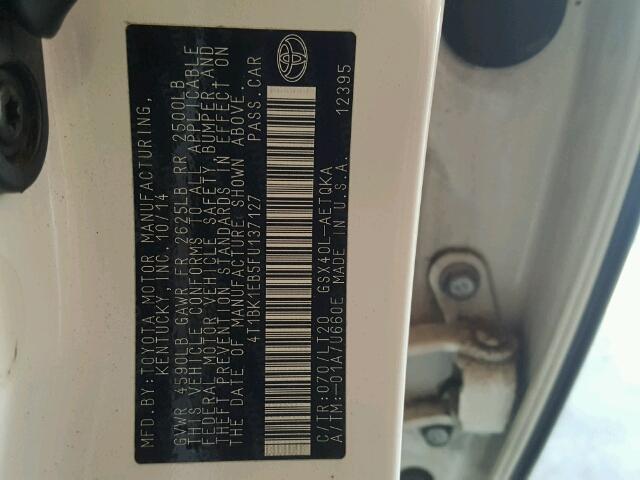 MFD.BY:TOYOTA MOTOR MANUFACTURING,
KENTUCKY, INC. 10/14
GVWR 4590LB GAWR FR 2625LB RR 2500LB
THIS VEHICLE CONFORMS TO ALL APPLICABLE
FEDERAL MOTOR VEHICLE SAFETY, BUMPER, AND
THEFT PREVENTION STANDARDS IN EFFECT ON
THE DATE OF MANUFACTURE SHOWN ABOVE.
4T1BK1EB5FU137127 PASS.CAR
C/TR:070/LT20 GSX40L-AETQKA
A/TM:-01A/U660E MADE IN U.S.A. 12395